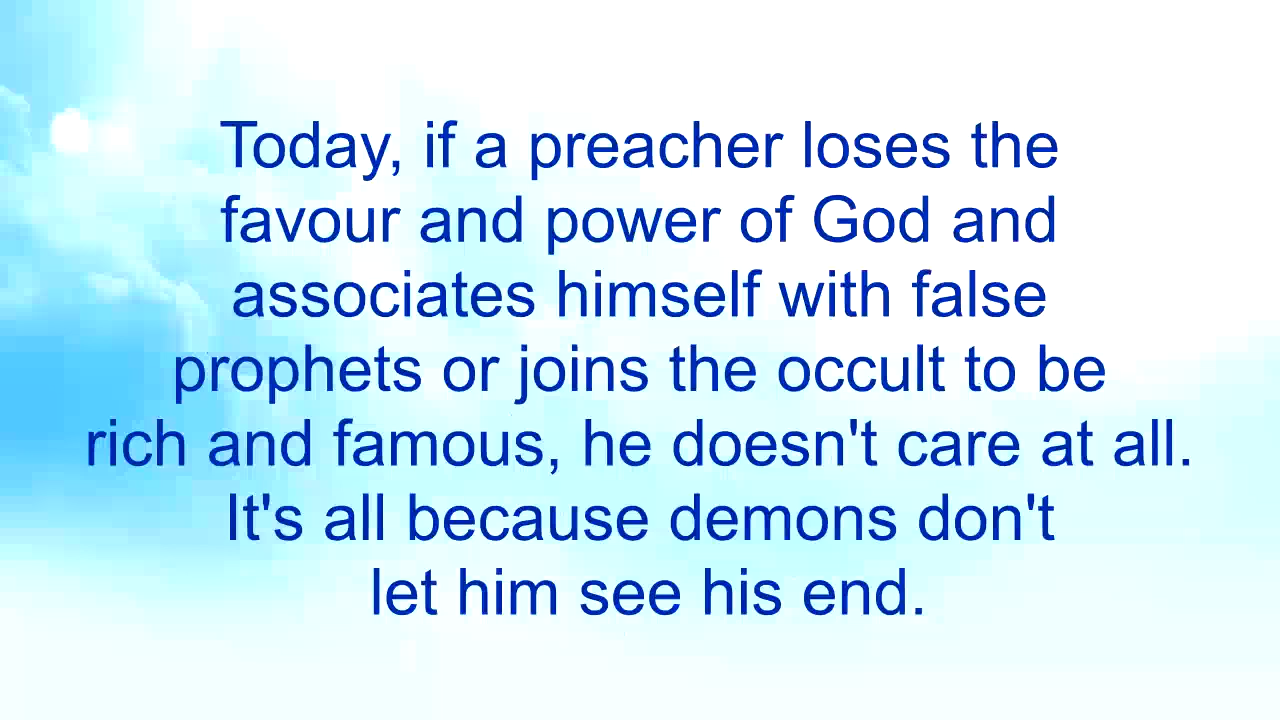 Today, if a preacher loses the
favour and power of God and
associates himself with false
prophets or joins the occult to be
rich and famous, he doesn't care at all.
It's all because demons don't
let him see his end.